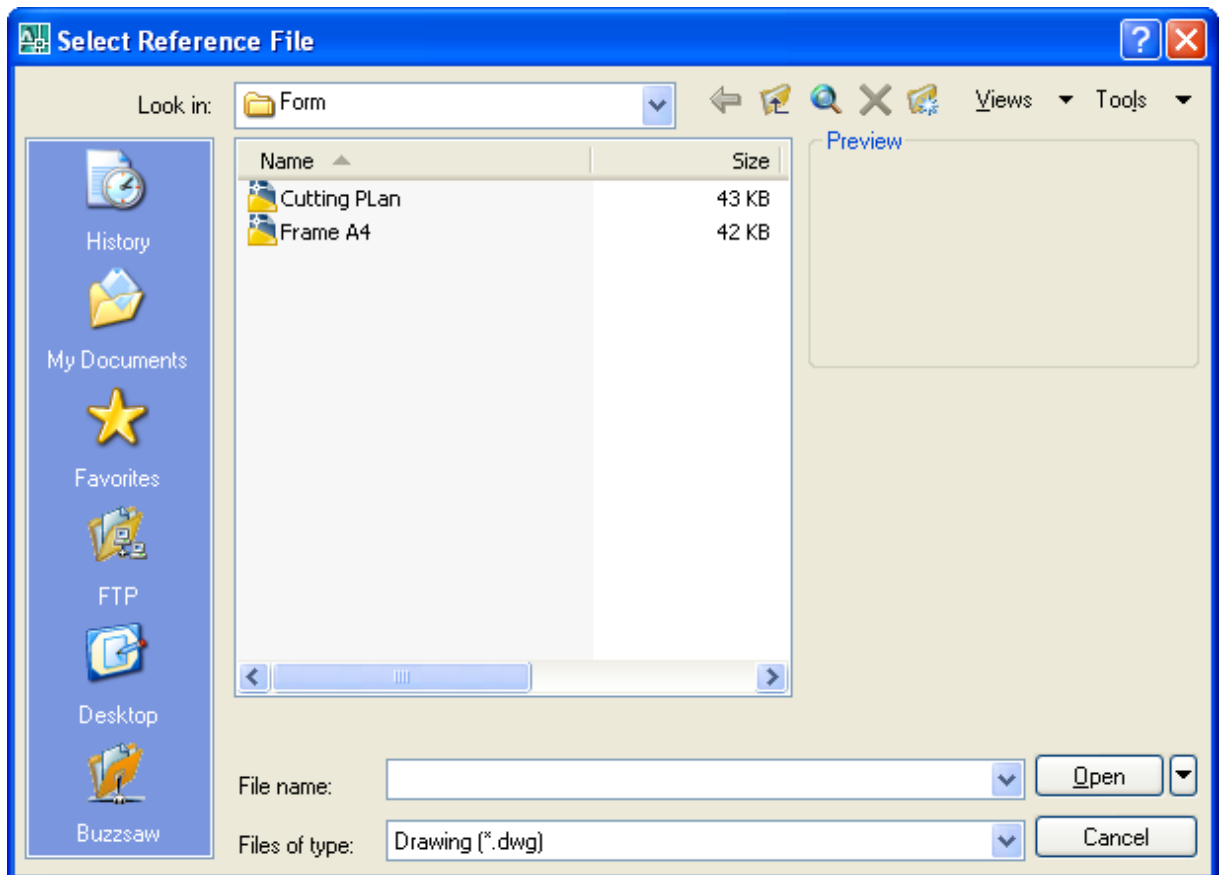 Select Reference File
Look in: Form Views Tools
Preview
Name Size
Cutting PLan 43 KB
Frame A4 42 KB
History
My Documents
Favorites
FTP
Desktop
Buzzsaw
File name: Open
Files of type: Drawing (*.dwg) Cancel